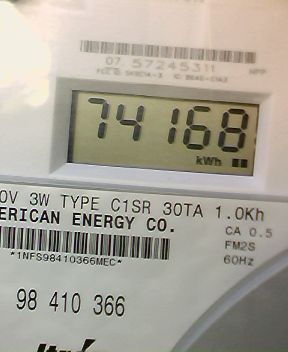 07 57245311
74168
kWh
0V 3W TYPE C1SR 30TA 1.0Kh
ERICAN ENERGY CO.
CA 0.5
FM2S
*1NFS98410366MEC*
60Hz
98 410 366